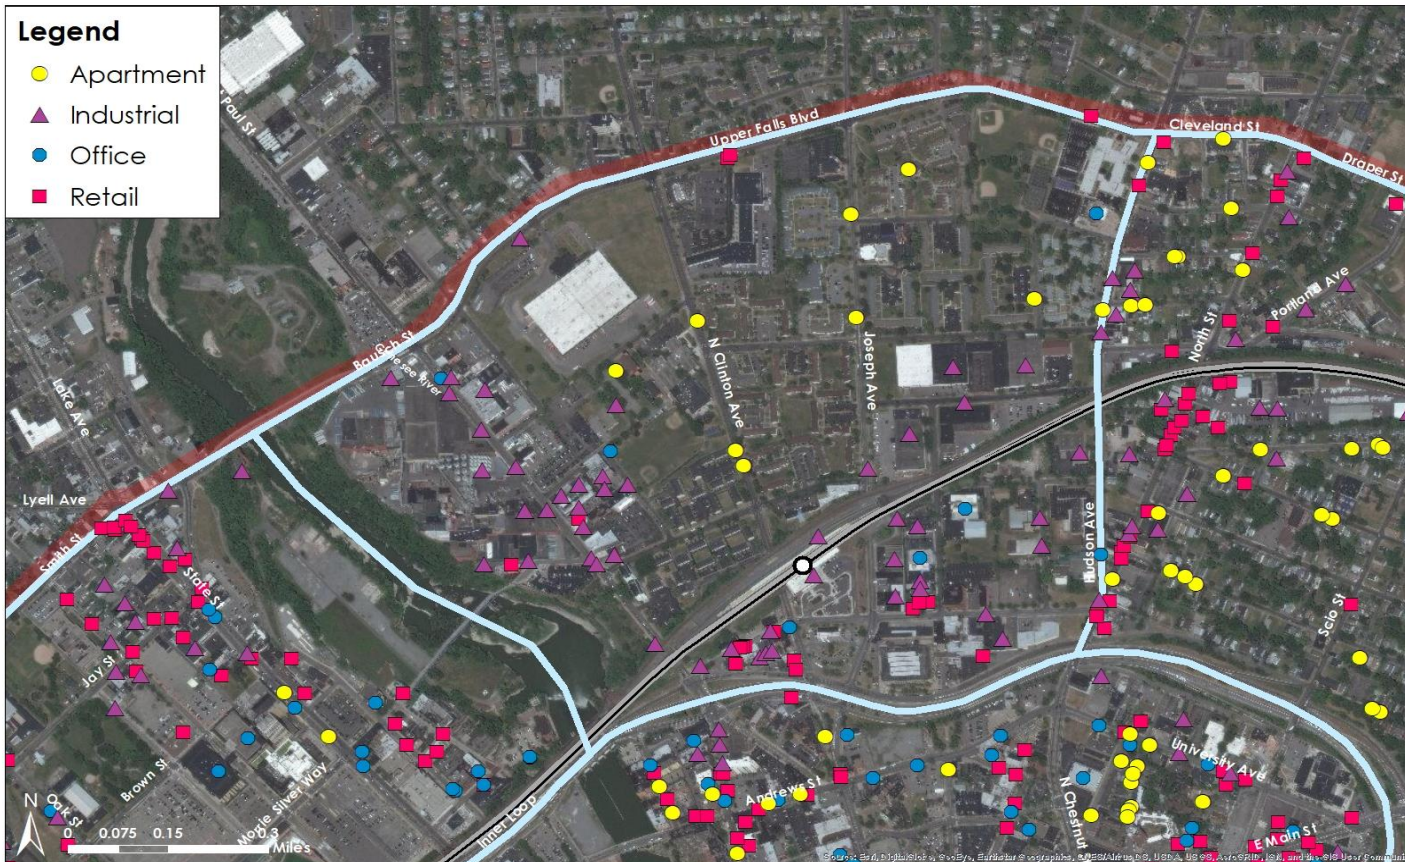 Legend
Apartment
Industrial
Office
Retail
Paul St
Upper Falls Blvd
Cleveland St
Draper St
Portland Ave
North St
Joseph Ave
N Clinton Ave
Bausch St
Genesee River
Lake Ave
Lyell Ave
Smith St
State St
Hudson Ave
Scio St
Jay St
Brown St
Morrie Silver Way
Oak St
Inner Loop
Andrews St
N Chestnut
University Ave
E Main St
N
0 0.075 0.15 0.3
Miles